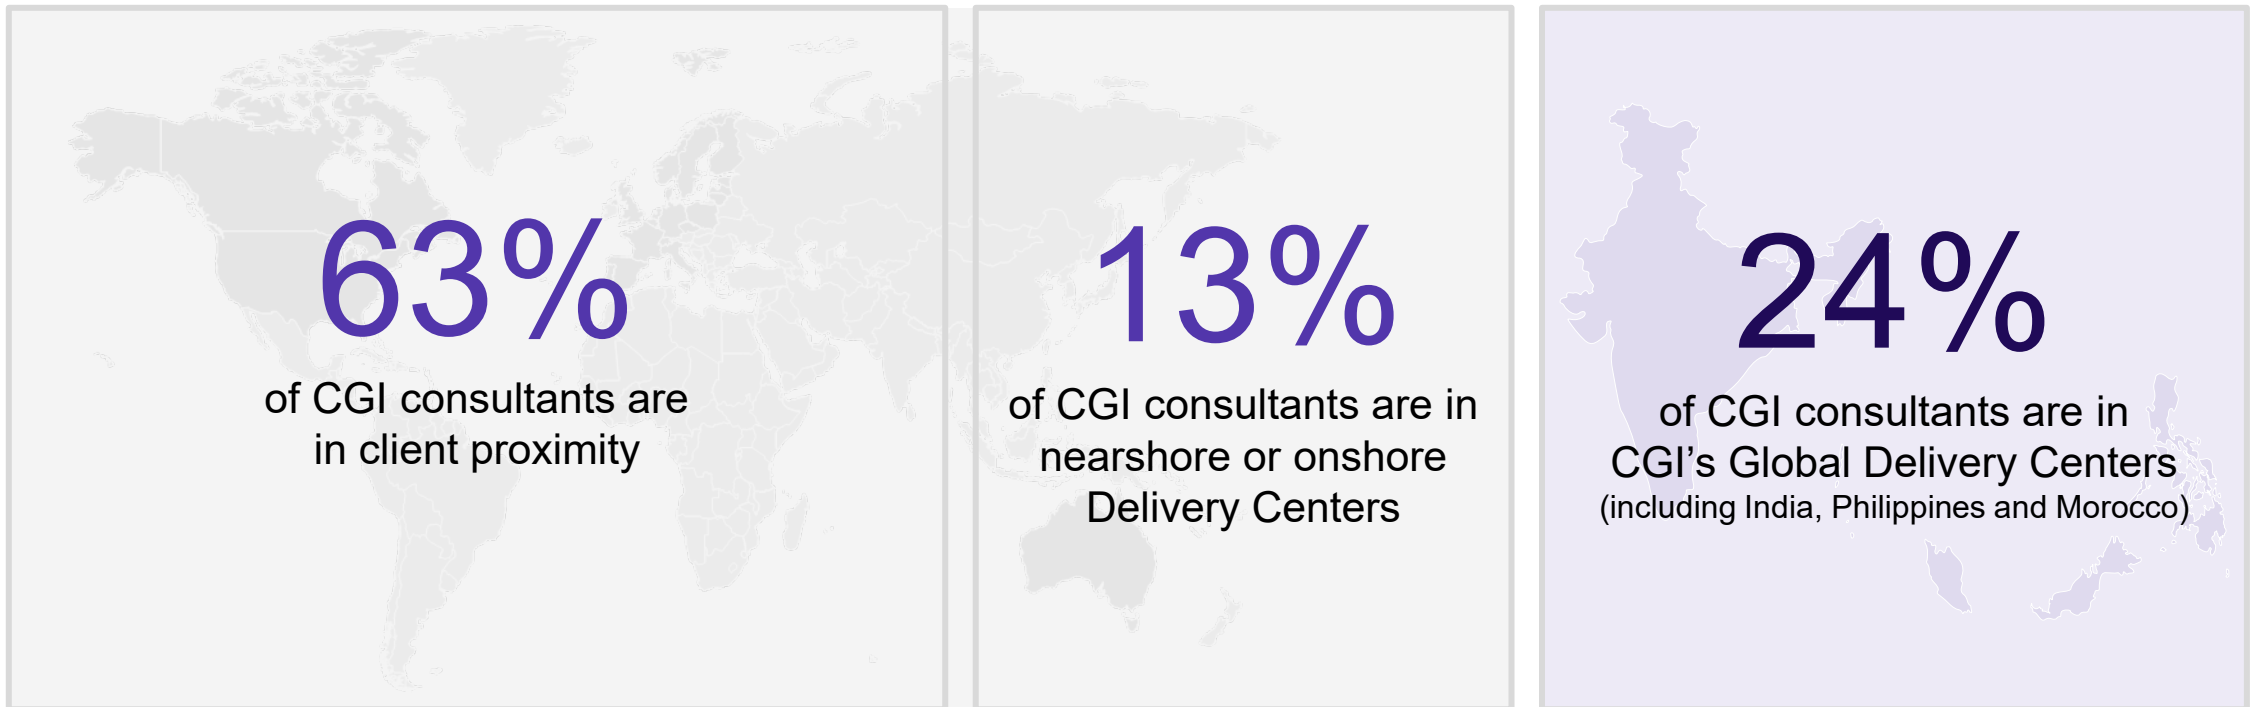 63%
of CGI consultants are
in client proximity
13%
of CGI consultants are in
nearshore or onshore
Delivery Centers
24%
of CGI consultants are in
CGI’s Global Delivery Centers
(including India, Philippines and Morocco)